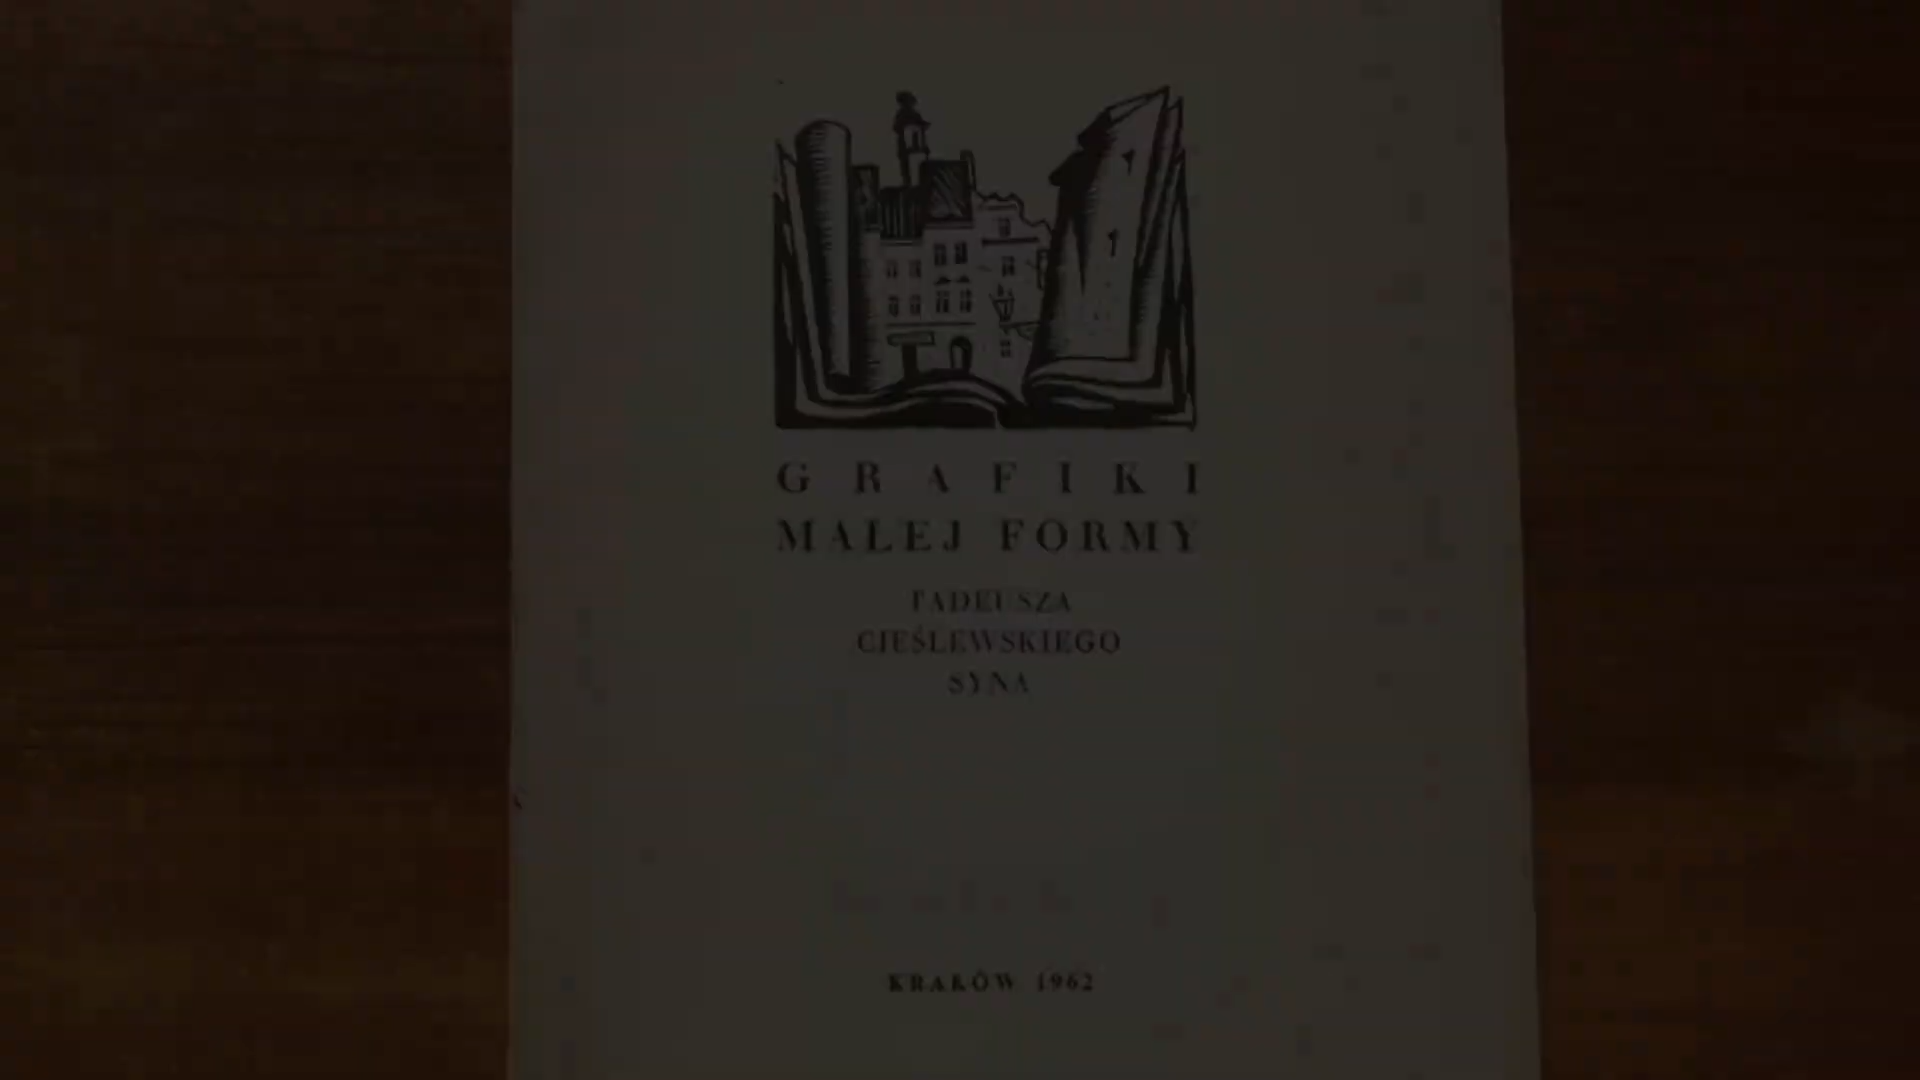 GRAFIKI
MAŁEJ FORMY
TADEUSZA
CIEŚLEWSKIEGO
SYNA
KRAKÓW 1962